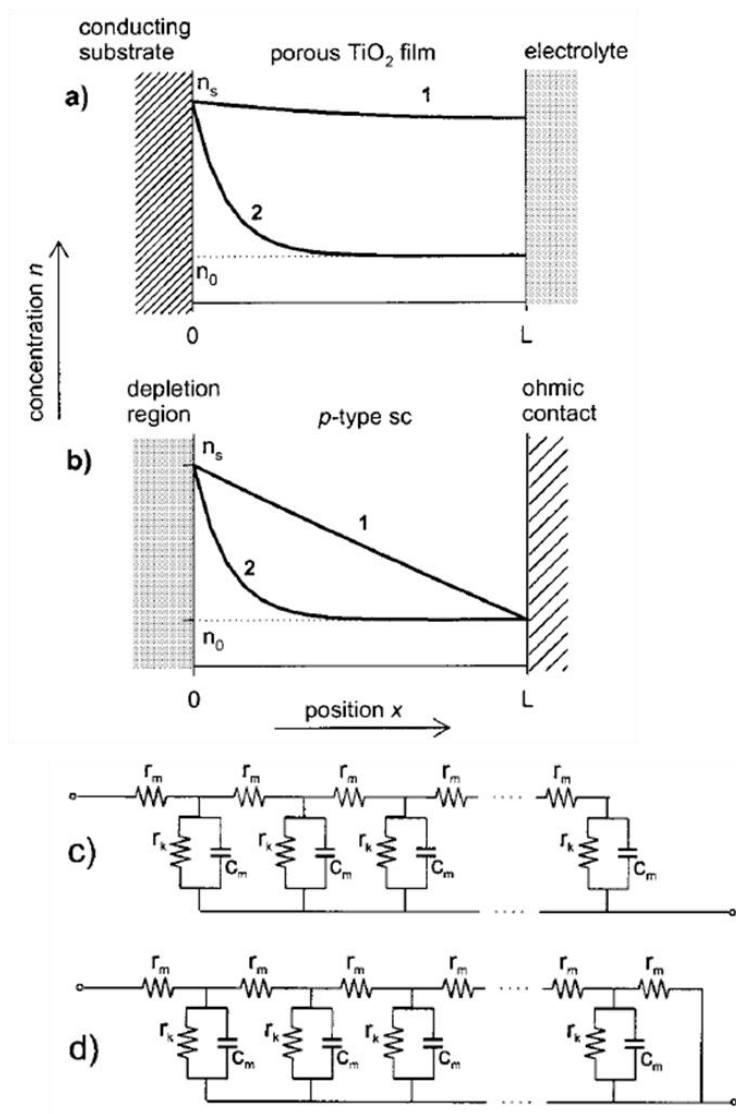 conducting
substrate
porous TiO₂ film
electrolyte
a)
nₛ
1
2
n₀
0
L
concentration n
depletion
region
p-type sc
ohmic
contact
b)
nₛ
1
2
n₀
0
L
position x
rₘ rₘ rₘ rₘ rₘ
c)
rₖ cₘ rₖ cₘ rₖ cₘ rₖ cₘ
rₘ rₘ rₘ rₘ rₘ rₘ
d)
rₖ cₘ rₖ cₘ rₖ cₘ rₖ cₘ